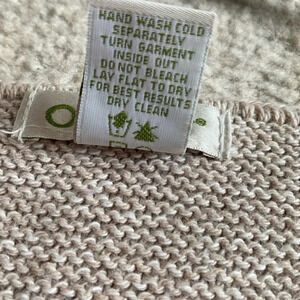 HAND WASH COLD
SEPARATELY
TURN GARMENT
INSIDE OUT
DO NOT BLEACH
LAY FLAT TO DRY
FOR BEST RESULTS
DRY CLEAN
O